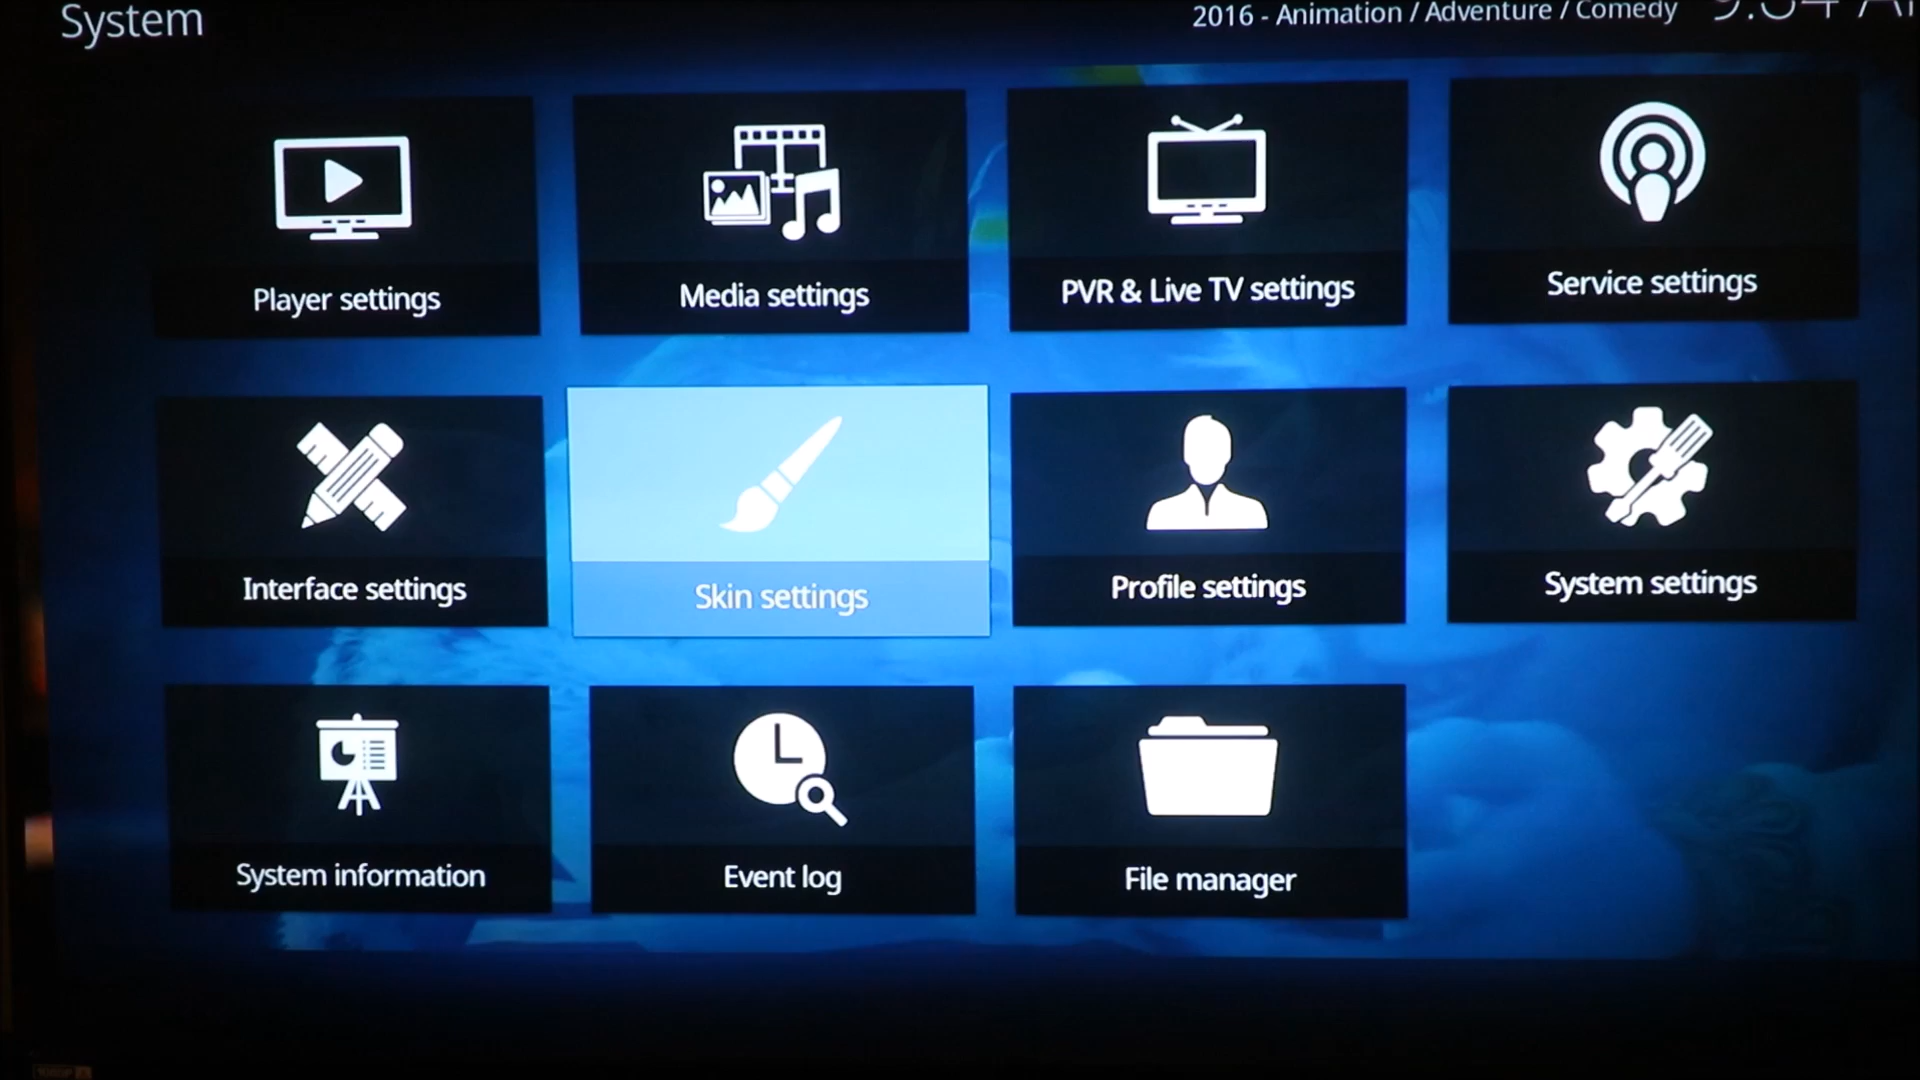 System
2016 - Animation / Adventure / Comedy
Player settings
Media settings
PVR & Live TV settings
Service settings
Interface settings
Skin settings
Profile settings
System settings
System information
Event log
File manager